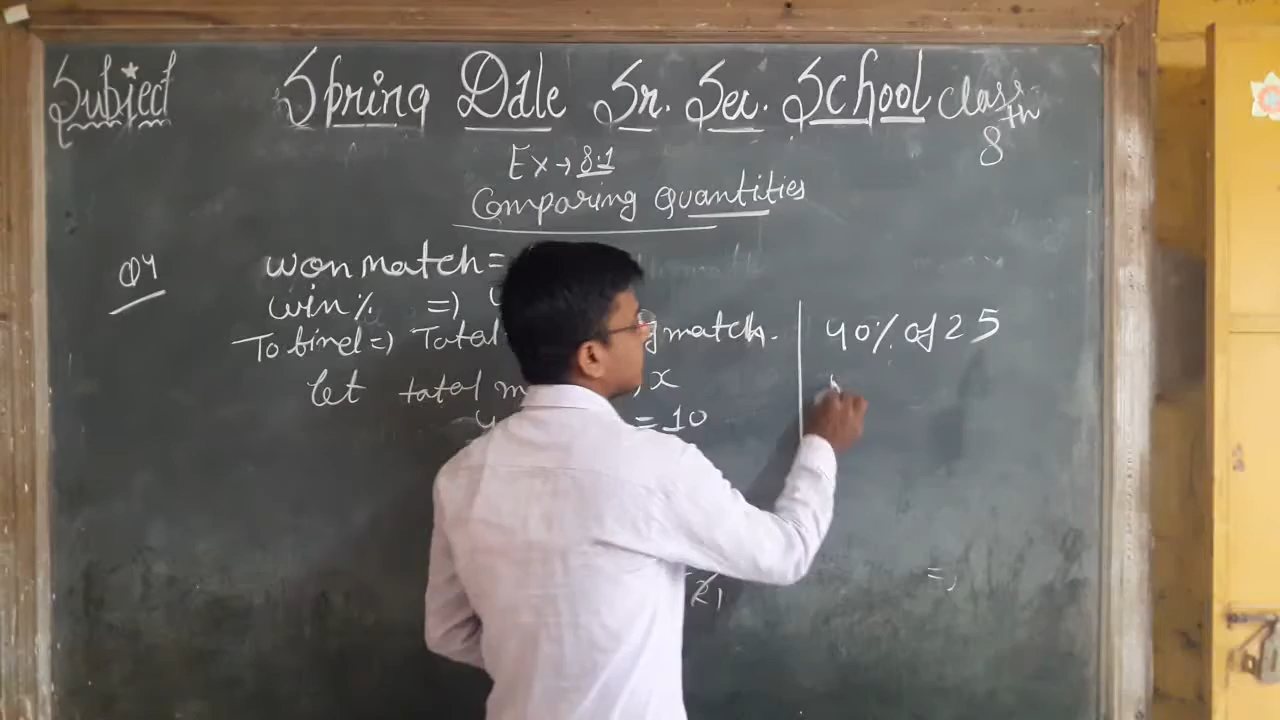 Subject Spring Dale Sr. Sec. School Class 8th
Ex → 8.1
Comparing Quantities
Q4
won match =
win% =>
To find => Total match.
let total x
= 10
40% of 25
=